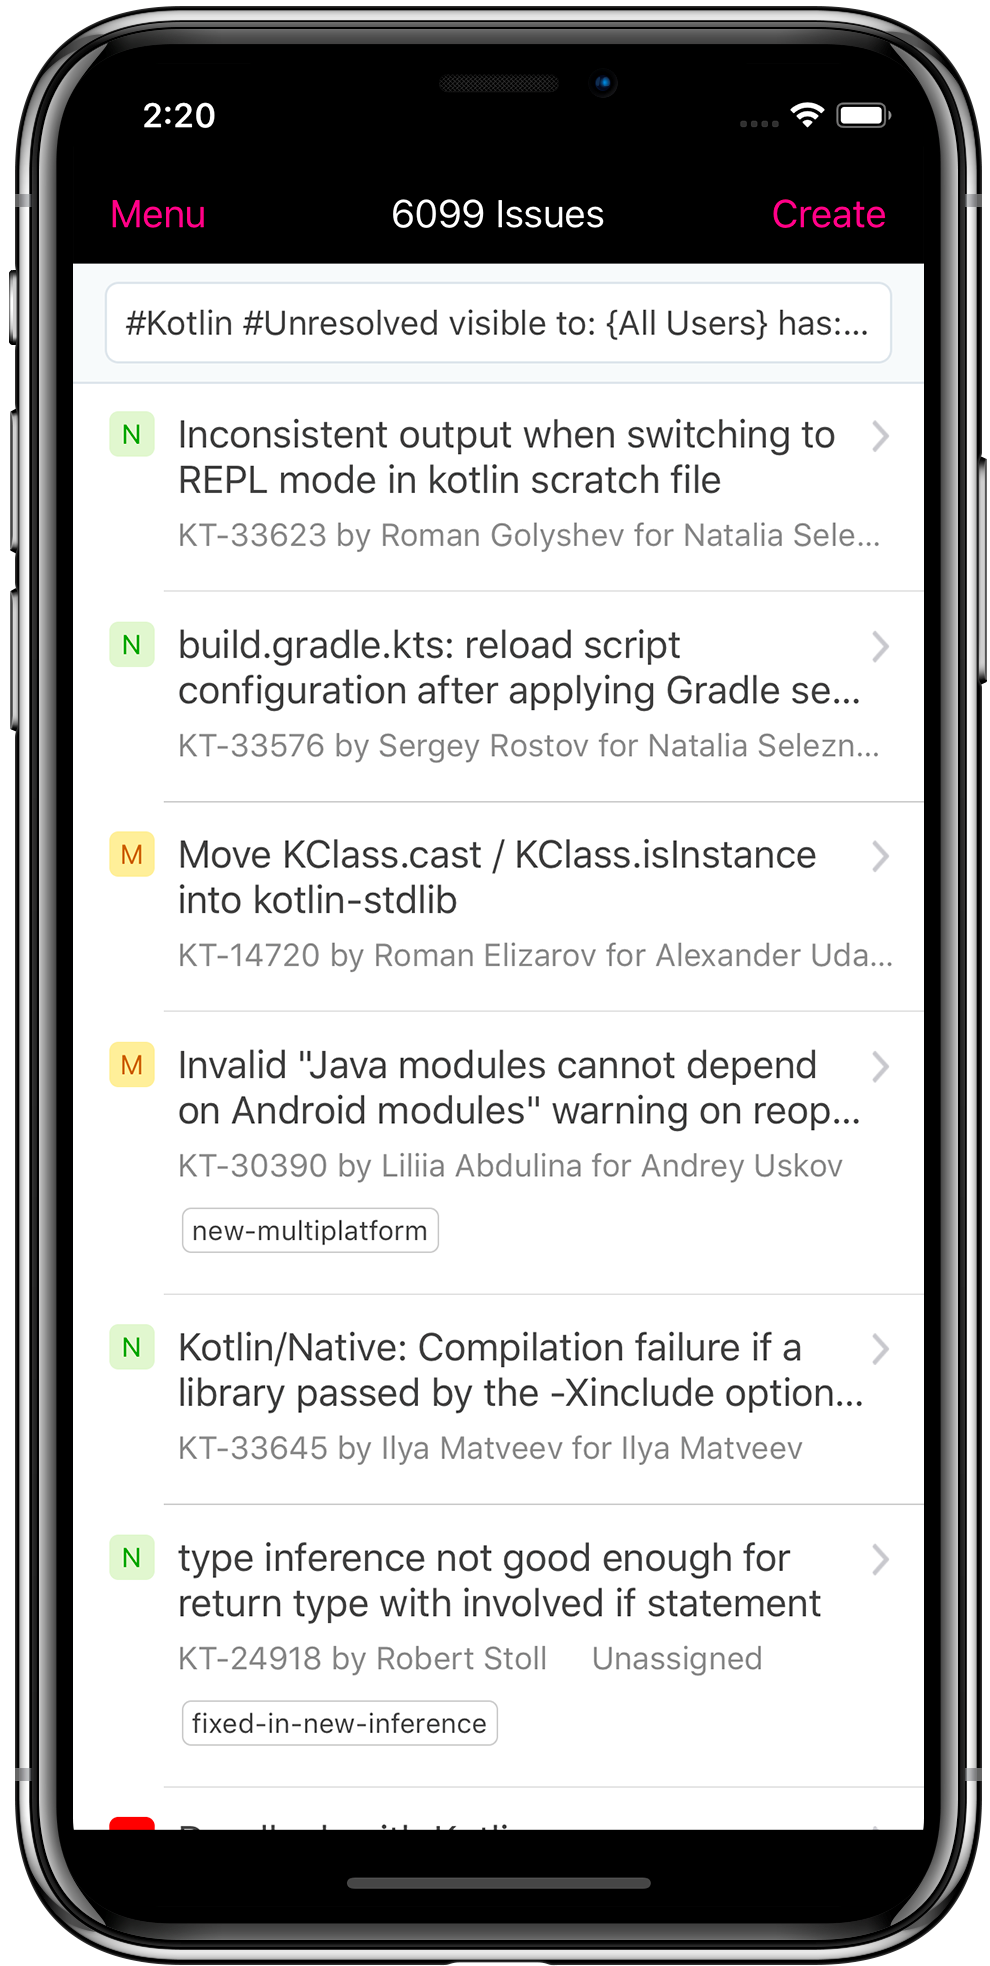 2:20
Menu 6099 Issues Create
#Kotlin #Unresolved visible to: {All Users} has:...
N Inconsistent output when switching to
REPL mode in kotlin scratch file
KT-33623 by Roman Golyshev for Natalia Sele...
N build.gradle.kts: reload script
configuration after applying Gradle se...
KT-33576 by Sergey Rostov for Natalia Selezn...
M Move KClass.cast / KClass.isInstance
into kotlin-stdlib
KT-14720 by Roman Elizarov for Alexander Uda...
M Invalid "Java modules cannot depend
on Android modules" warning on reop...
KT-30390 by Liliia Abdulina for Andrey Uskov
new-multiplatform
N Kotlin/Native: Compilation failure if a
library passed by the -Xinclude option...
KT-33645 by Ilya Matveev for Ilya Matveev
N type inference not good enough for
return type with involved if statement
KT-24918 by Robert Stoll Unassigned
fixed-in-new-inference